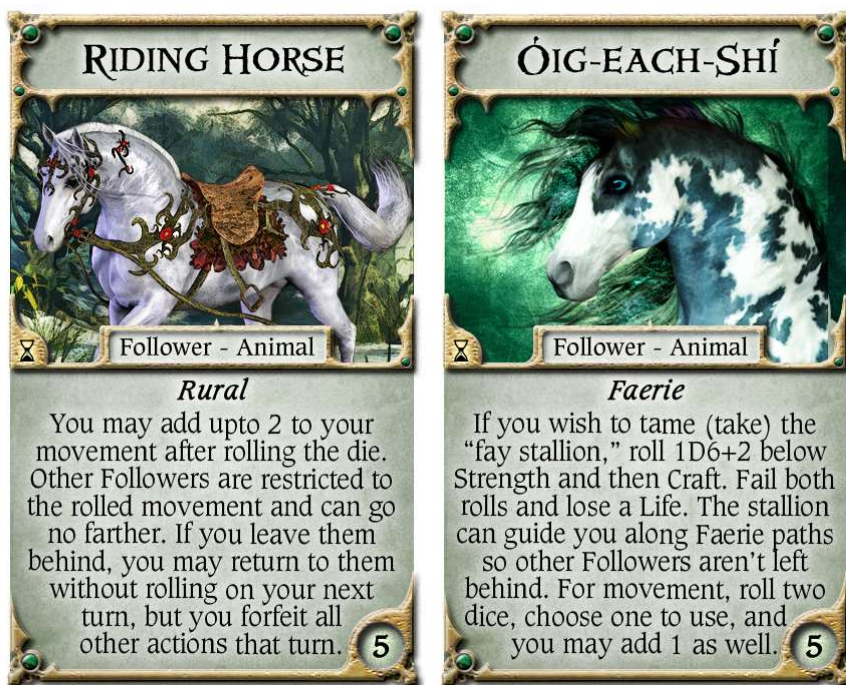 RIDING HORSE
Follower - Animal
Rural
You may add upto 2 to your
movement after rolling the die.
Other Followers are restricted to
the rolled movement and can go
no farther. If you leave them
behind, you may return to them
without rolling on your next
turn, but you forfeit all
other actions that turn.
5
ÓIG-EACH-SHÍ
Follower - Animal
Faerie
If you wish to tame (take) the
“fay stallion,” roll 1D6+2 below
Strength and then Craft. Fail both
rolls and lose a Life. The stallion
can guide you along Faerie paths
so other Followers aren't left
behind. For movement, roll two
dice, choose one to use, and
you may add 1 as well.
5